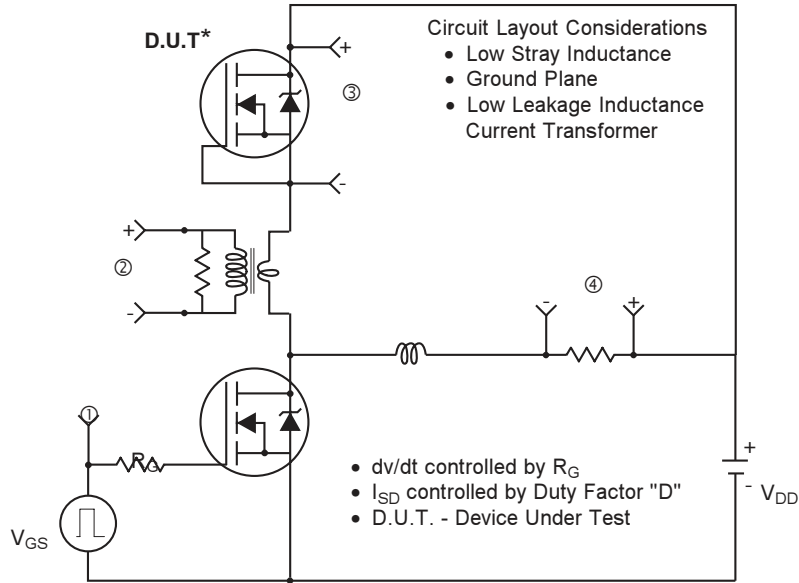 D.U.T*
Circuit Layout Considerations
• Low Stray Inductance
• Ground Plane
• Low Leakage Inductance
Current Transformer
+
③
-
+
②
-
④
-
+
①
RG
VGS
• dv/dt controlled by RG
• ISD controlled by Duty Factor "D"
• D.U.T. - Device Under Test
+
-
VDD